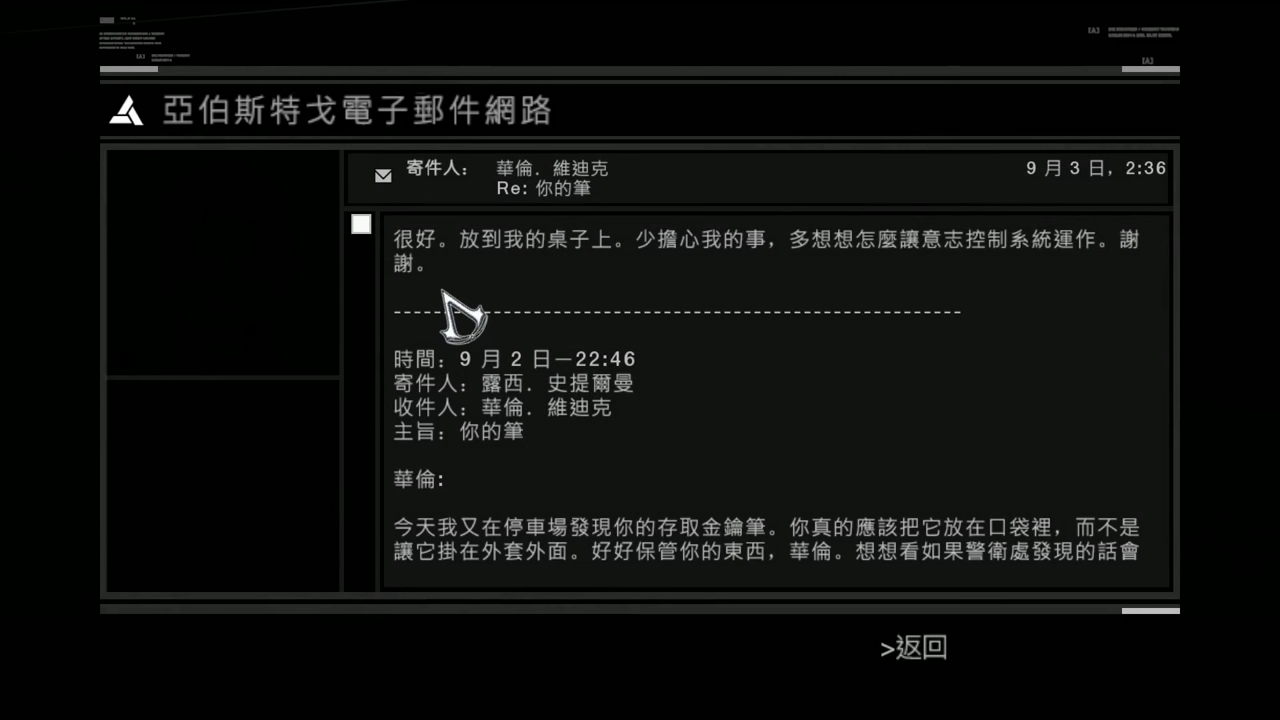 亞伯斯特戈電子郵件網路
寄件人: 華倫. 維迪克 9 月 3 日, 2:36
Re: 你的筆
很好。放到我的桌子上。少擔心我的事, 多想想怎麼讓意志控制系統運作。謝
謝。
----------------------------------------------------
時間: 9 月 2 日—22:46
寄件人: 露西. 史提爾曼
收件人: 華倫. 維迪克
主旨: 你的筆
華倫:
今天我又在停車場發現你的存取金鑰筆。你真的應該把它放在口袋裡, 而不是
讓它掛在外套外面。好好保管你的東西, 華倫。想想看如果警衛處發現的話會
>返回